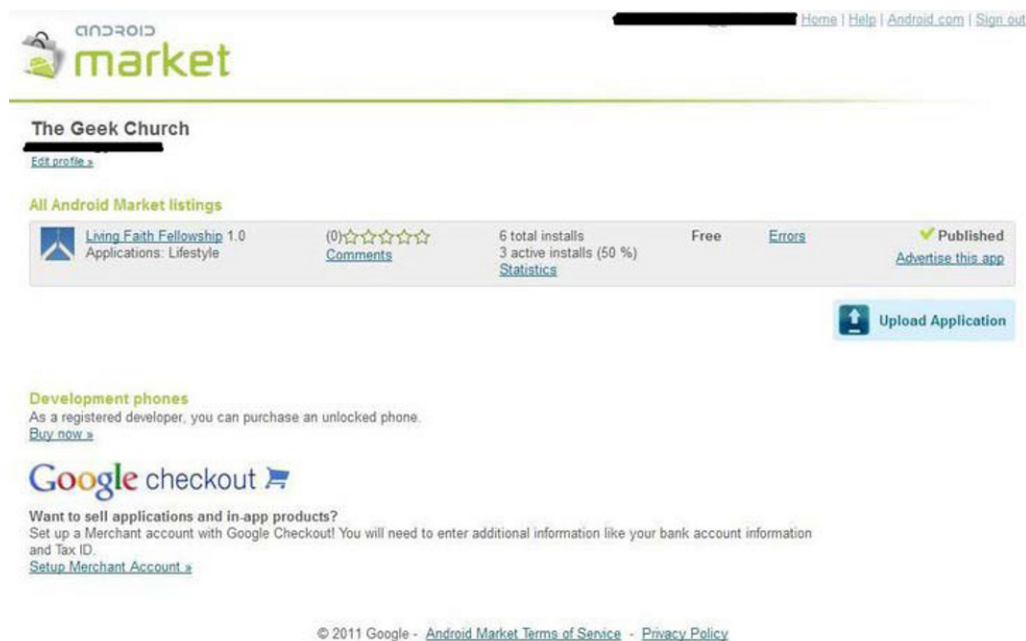 Home | Help | Android.com | Sign out
android
market
The Geek Church
Edit profile »
All Android Market listings
Living Faith Fellowship 1.0 (0) 6 total installs Free Errors Published
Applications: Lifestyle Comments 3 active installs (50 %) Advertise this app
Statistics
Upload Application
Development phones
As a registered developer, you can purchase an unlocked phone.
Buy now »
Google checkout
Want to sell applications and in-app products?
Set up a Merchant account with Google Checkout! You will need to enter additional information like your bank account information
and Tax ID.
Setup Merchant Account »
© 2011 Google - Android Market Terms of Service - Privacy Policy